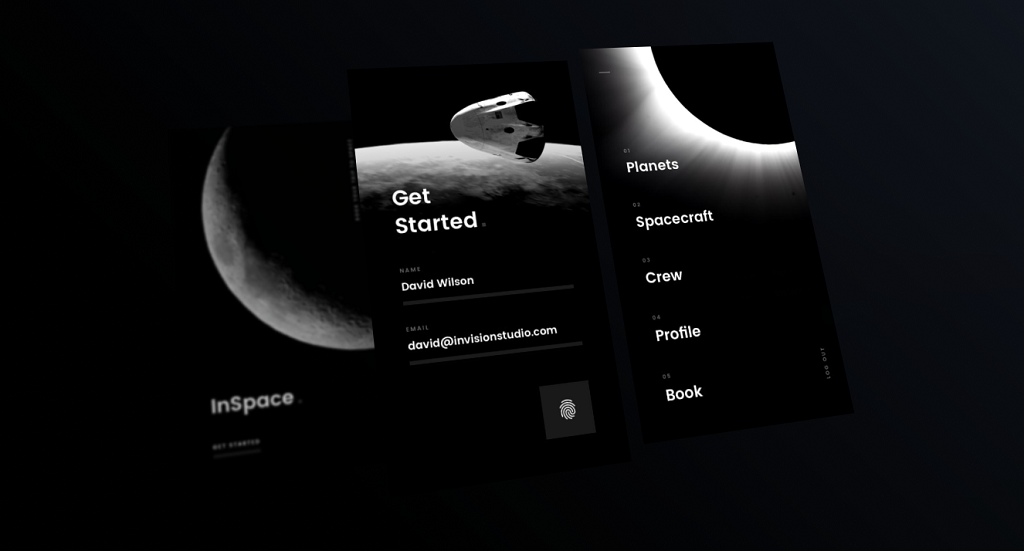 InSpace.
GET STARTED
Get
Started.
NAME
David Wilson
EMAIL
david@invisionstudio.com
01
Planets
02
Spacecraft
03
Crew
04
Profile
05
Book
LOG OUT